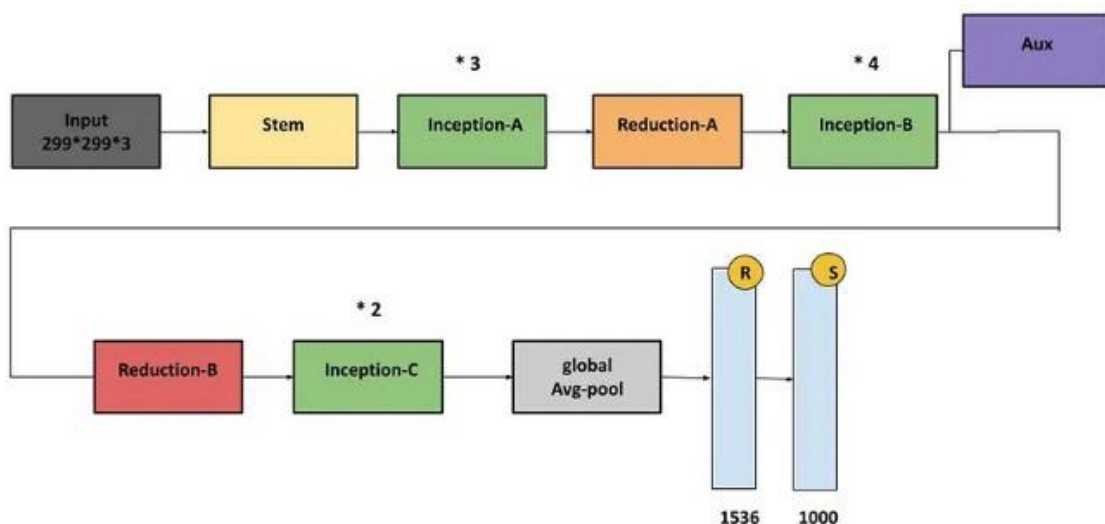 Aux
* 3
* 4
Input
299*299*3
Stem
Inception-A
Reduction-A
Inception-B
R
S
* 2
Reduction-B
Inception-C
global
Avg-pool
1536
1000